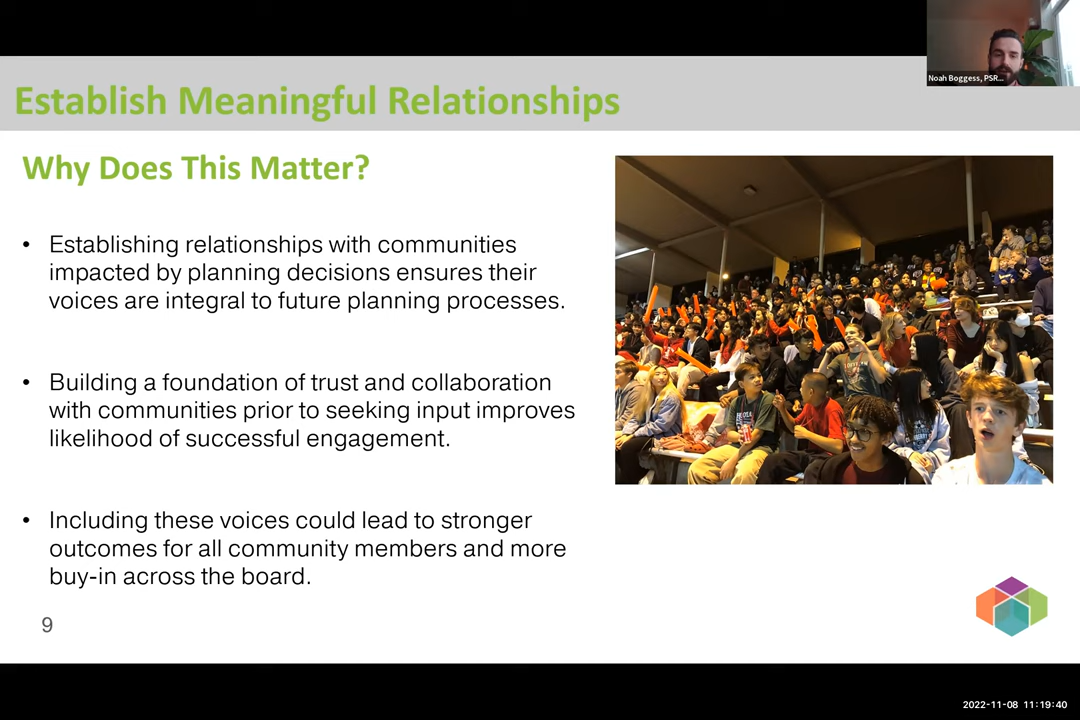 Noah Boggess, PSR...
Establish Meaningful Relationships
Why Does This Matter?
• Establishing relationships with communities
impacted by planning decisions ensures their
voices are integral to future planning processes.
• Building a foundation of trust and collaboration
with communities prior to seeking input improves
likelihood of successful engagement.
• Including these voices could lead to stronger
outcomes for all community members and more
buy-in across the board.
9
2022-11-08 11:19:40